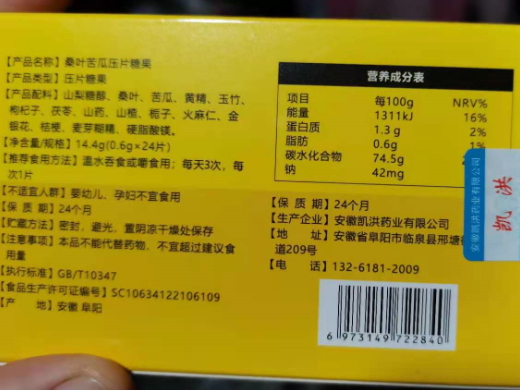 【产品名称】桑叶苦瓜压片糖果
【产品类型】压片糖果
【产品配料】山梨糖醇、桑叶、苦瓜、黄精、玉竹、
枸杞子、茯苓、山药、山楂、栀子、火麻仁、金
银花、桔梗、麦芽糊精、硬脂酸镁。
【净含量/规格】14.4g(0.6g×24片)
【推荐食用方法】温水吞食或嚼食用；每天3次，每
次1片
【不适宜人群】婴幼儿、孕妇不宜食用
【保 质 期】24个月
【贮藏方法】密封，避光，置阴凉干燥处保存
【注意事项】本品不能代替药物，不宜超过建议食
用量
【执行标准】GB/T10347
【食品生产许可证编号】SC10634122106109
【产 地】安徽 阜阳
营养成分表
项目 每100g NRV%
能量 1311kJ 16%
蛋白质 1.3 g 2%
脂肪 0.6g
碳水化合物 74.5g
钠 42mg
【保 质 期】24个月
【生产企业】安徽凯洪药业有限公司
【地 址】安徽省阜阳市临泉县邢塘
道209号
【电 话】132-6181-2009
6 973149 722840
凯洪
安徽凯洪药业有限公司